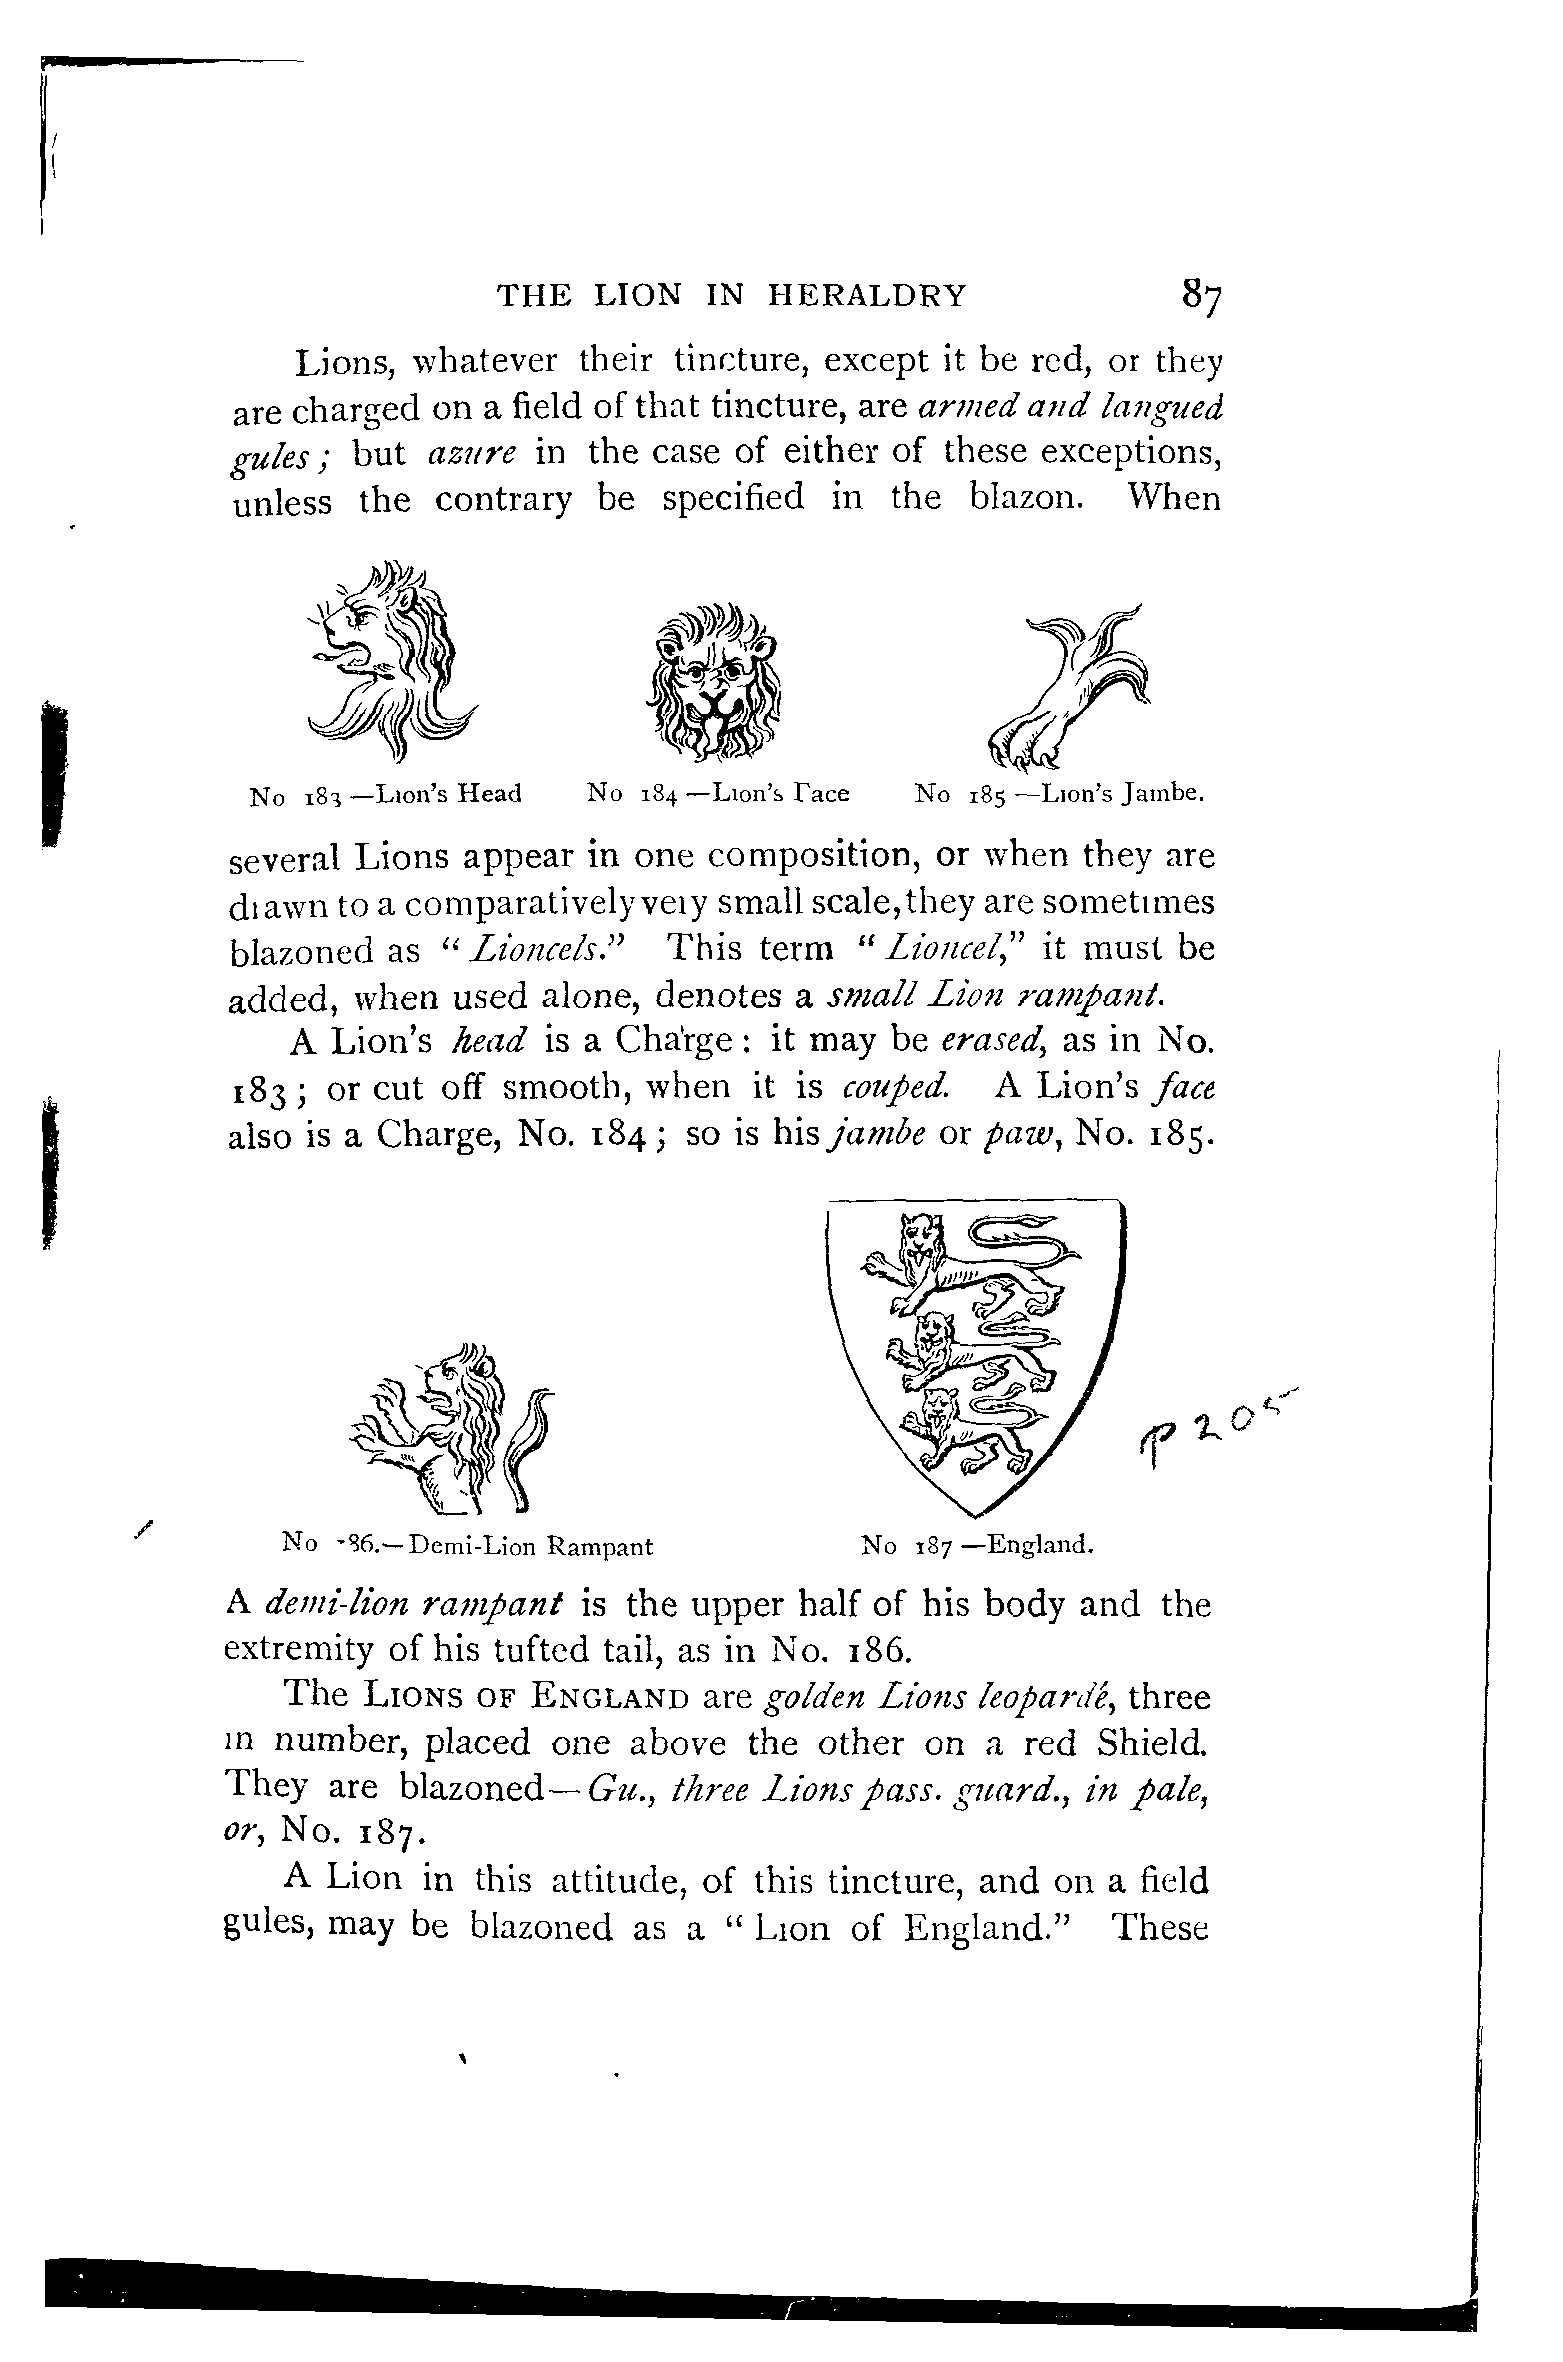 THE LION IN HERALDRY 87
Lions, whatever their tincture, except it be red, or they
are charged on a field of that tincture, are armed and langued
gules; but azure in the case of either of these exceptions,
unless the contrary be specified in the blazon. When
No 183 —Lion's Head No 184 —Lion's Face No 185 —Lion's Jambe.
several Lions appear in one composition, or when they are
drawn to a comparatively very small scale, they are sometimes
blazoned as "Lioncels." This term "Lioncel," it must be
added, when used alone, denotes a small Lion rampant.
A Lion's head is a Charge: it may be erased, as in No.
183; or cut off smooth, when it is couped. A Lion's face
also is a Charge, No. 184; so is his jambe or paw, No. 185.
p 205
No 186.—Demi-Lion Rampant No 187 —England.
A demi-lion rampant is the upper half of his body and the
extremity of his tufted tail, as in No. 186.
The LIONS OF ENGLAND are golden Lions leopardé, three
in number, placed one above the other on a red Shield.
They are blazoned—Gu., three Lions pass. guard., in pale,
or, No. 187.
A Lion in this attitude, of this tincture, and on a field
gules, may be blazoned as a "Lion of England." These